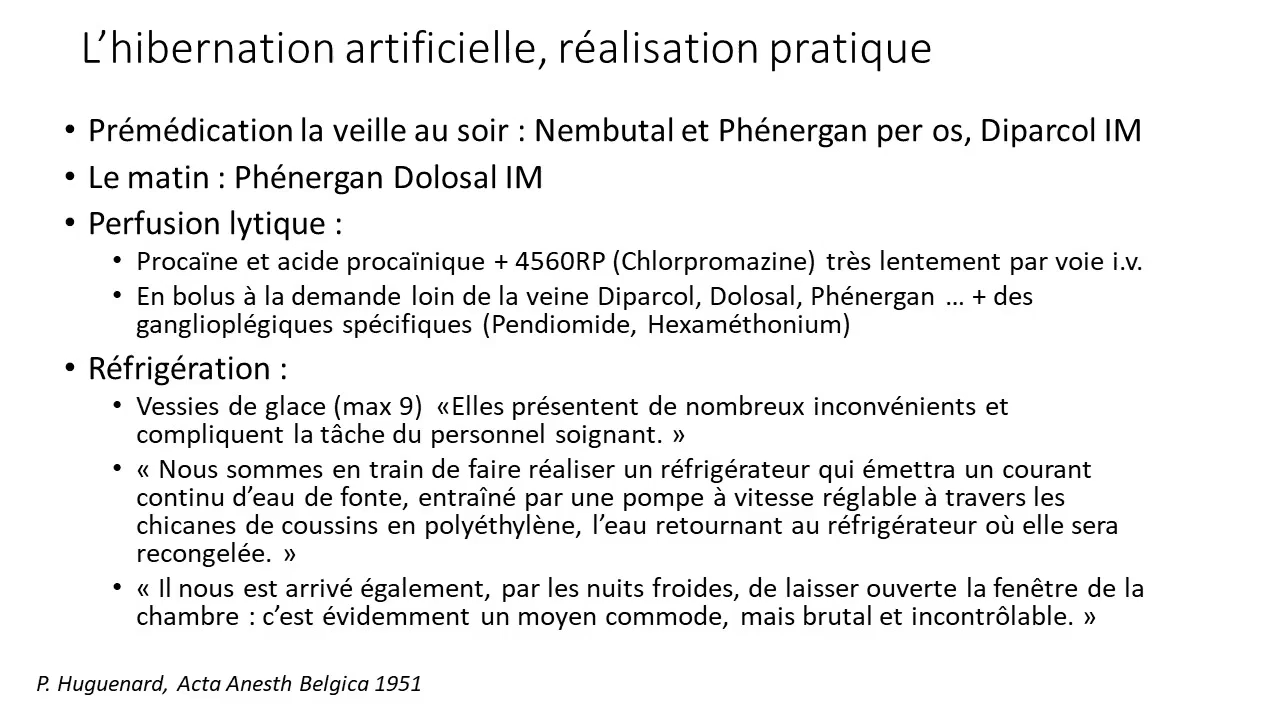 L’hibernation artificielle, réalisation pratique
• Prémédication la veille au soir : Nembutal et Phénergan per os, Diparcol IM
• Le matin : Phénergan Dolosal IM
• Perfusion lytique :
• Procaïne et acide procaïnique + 4560RP (Chlorpromazine) très lentement par voie i.v.
• En bolus à la demande loin de la veine Diparcol, Dolosal, Phénergan … + des
ganglioplégiques spécifiques (Pendiomide, Hexaméthonium)
• Réfrigération :
• Vessies de glace (max 9) «Elles présentent de nombreux inconvénients et
compliquent la tâche du personnel soignant. »
• « Nous sommes en train de faire réaliser un réfrigérateur qui émettra un courant
continu d’eau de fonte, entraîné par une pompe à vitesse réglable à travers les
chicanes de coussins en polyéthylène, l’eau retournant au réfrigérateur où elle sera
recongelée. »
• « Il nous est arrivé également, par les nuits froides, de laisser ouverte la fenêtre de la
chambre : c’est évidemment un moyen commode, mais brutal et incontrôlable. »
P. Huguenard, Acta Anesth Belgica 1951